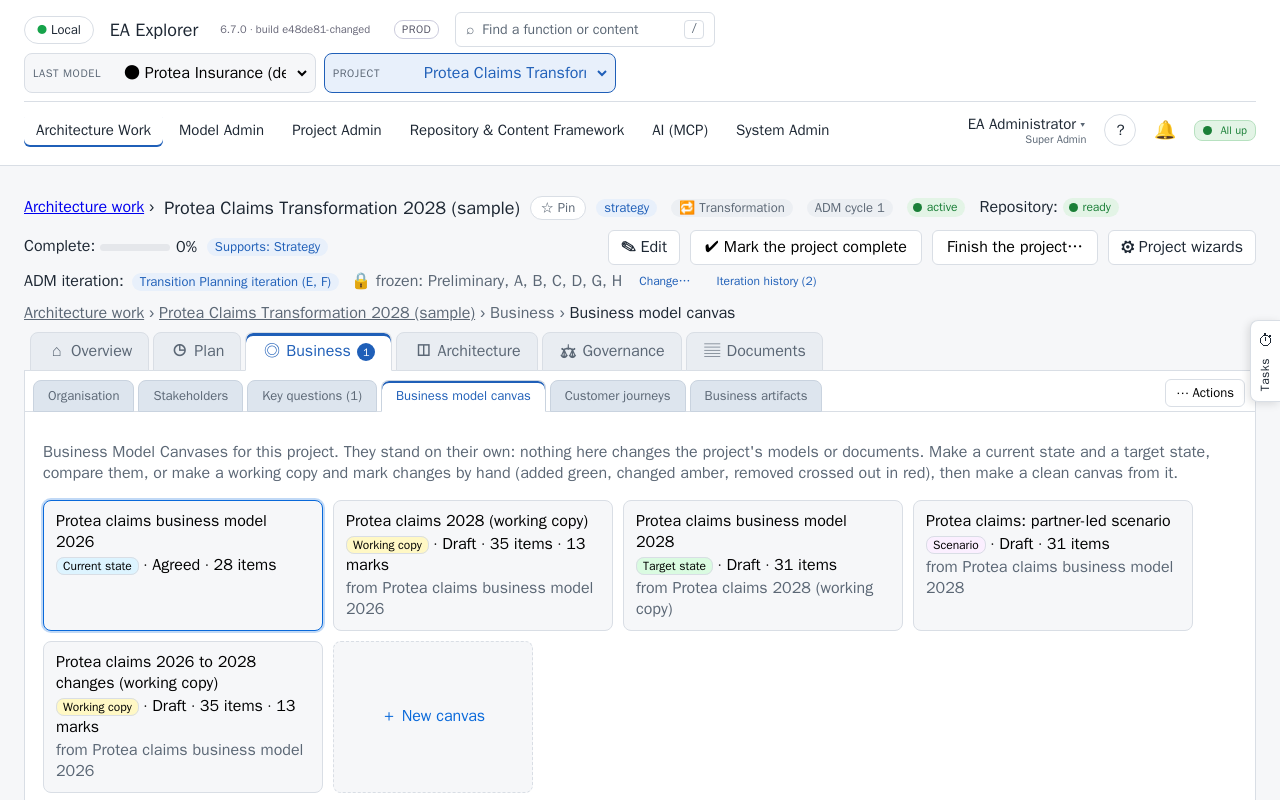 Local EA Explorer 6.7.0 · build e48de81-changed PROD Find a function or content /
LAST MODEL Protea Insurance (de PROJECT Protea Claims Transfor
Architecture Work Model Admin Project Admin Repository & Content Framework AI (MCP) System Admin EA Administrator ▾ ? All up
Super Admin
Architecture work › Protea Claims Transformation 2028 (sample) ☆ Pin strategy Transformation ADM cycle 1 active Repository: ready
Complete: 0% Supports: Strategy ✎ Edit ✔ Mark the project complete Finish the project⋯ ⚙ Project wizards
ADM iteration: Transition Planning iteration (E, F) 🔒 frozen: Preliminary, A, B, C, D, G, H Change⋯ Iteration history (2)
Architecture work › Protea Claims Transformation 2028 (sample) › Business › Business model canvas
Overview Plan Business 1 Architecture Governance Documents
Tasks
Organisation Stakeholders Key questions (1) Business model canvas Customer journeys Business artifacts ⋯ Actions
Business Model Canvases for this project. They stand on their own: nothing here changes the project's models or documents. Make a current state and a target state,
compare them, or make a working copy and mark changes by hand (added green, changed amber, removed crossed out in red), then make a clean canvas from it.
Protea claims business model
2026
Current state · Agreed · 28 items
Protea claims 2028 (working copy)
Working copy · Draft · 35 items · 13
marks
from Protea claims business model
2026
Protea claims business model
2028
Target state · Draft · 31 items
from Protea claims 2028 (working
copy)
Protea claims: partner-led scenario
Scenario · Draft · 31 items
from Protea claims business model
2028
Protea claims 2026 to 2028
changes (working copy)
Working copy · Draft · 35 items · 13
marks
from Protea claims business model
2026
+ New canvas